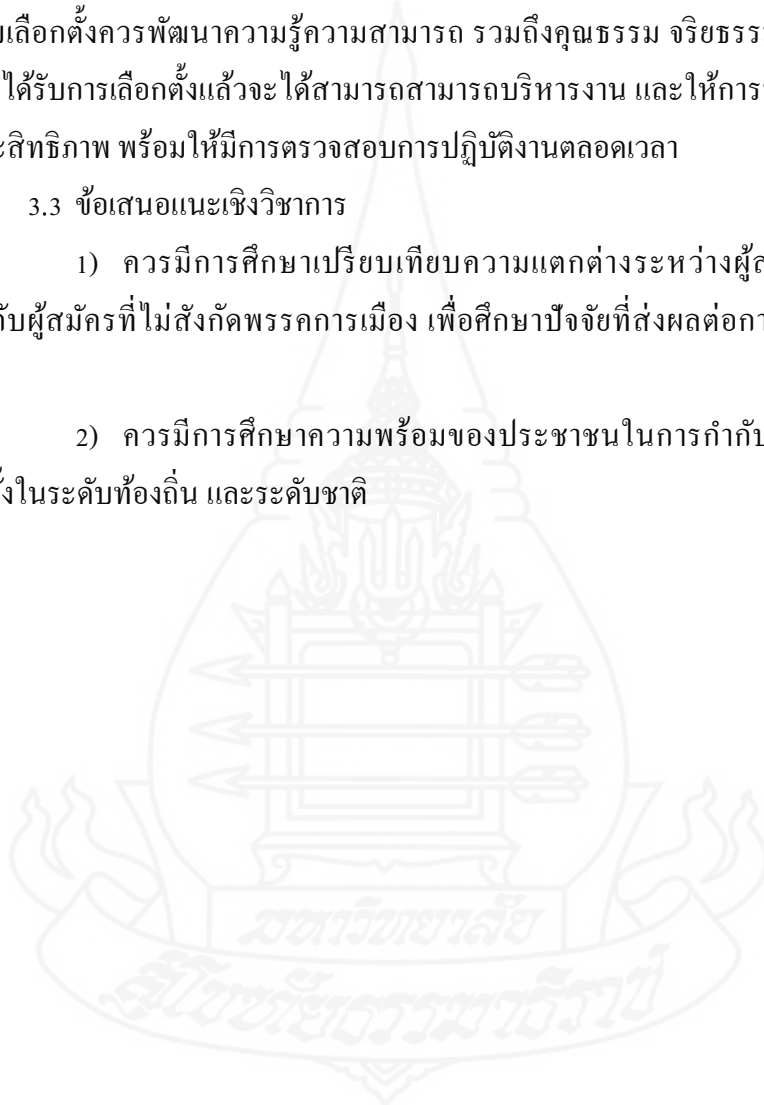 เลือกตั้งควรพัฒนาความรู้ความสามารถ รวมถึงคุณธรรม
ได้รับการเลือกตั้งแล้วจะได้สามารถสามารถบริหารงาน และให้การ
ะสิทธิภาพ พร้อมให้มีการตรวจสอบการปฏิบัติงานตลอดเวลา
3.3 ข้อเสนอแนะเชิงวิชาการ
1) ควรมีการศึกษาเปรียบเทียบความแตกต่างระหว่าง
กับผู้สมัครที่ไม่สังกัดพรรคการเมือง เพื่อศึกษาปัจจัยที่ส่งผลต่อ
2) ควรมีการศึกษาความพร้อมของประชาชนในการกำกับ
ั้งในระดับท้องถิ่น และระดับชาติ
มหาวิทยาลัย
สุโขทัยธรรมาธิราช